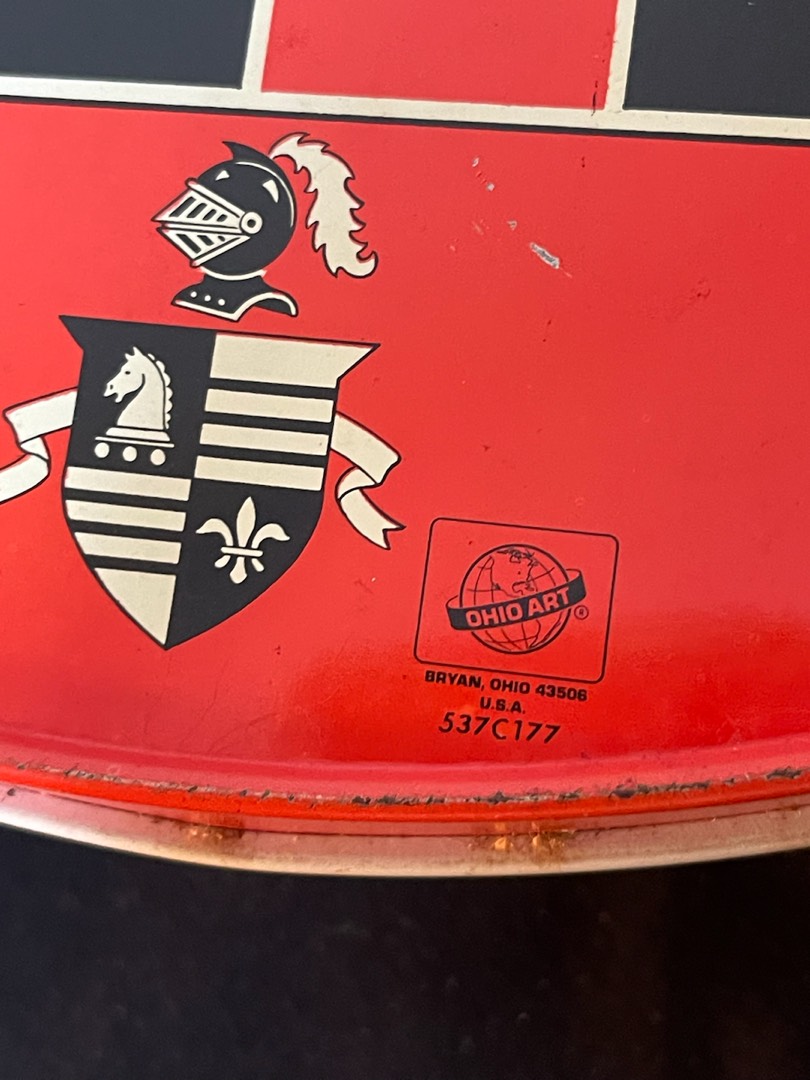 OHIO ART ®
BRYAN, OHIO 43506
U.S.A.
537C177